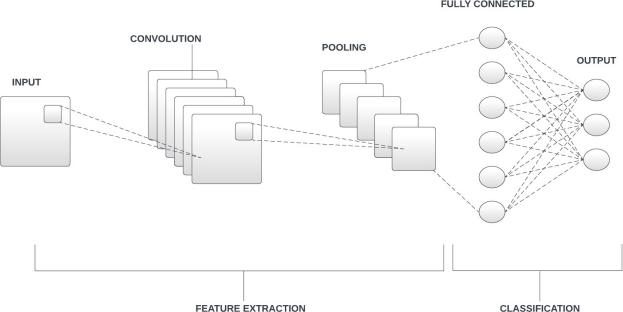 FULLY CONNECTED
CONVOLUTION
POOLING
OUTPUT
INPUT
FEATURE EXTRACTION
CLASSIFICATION